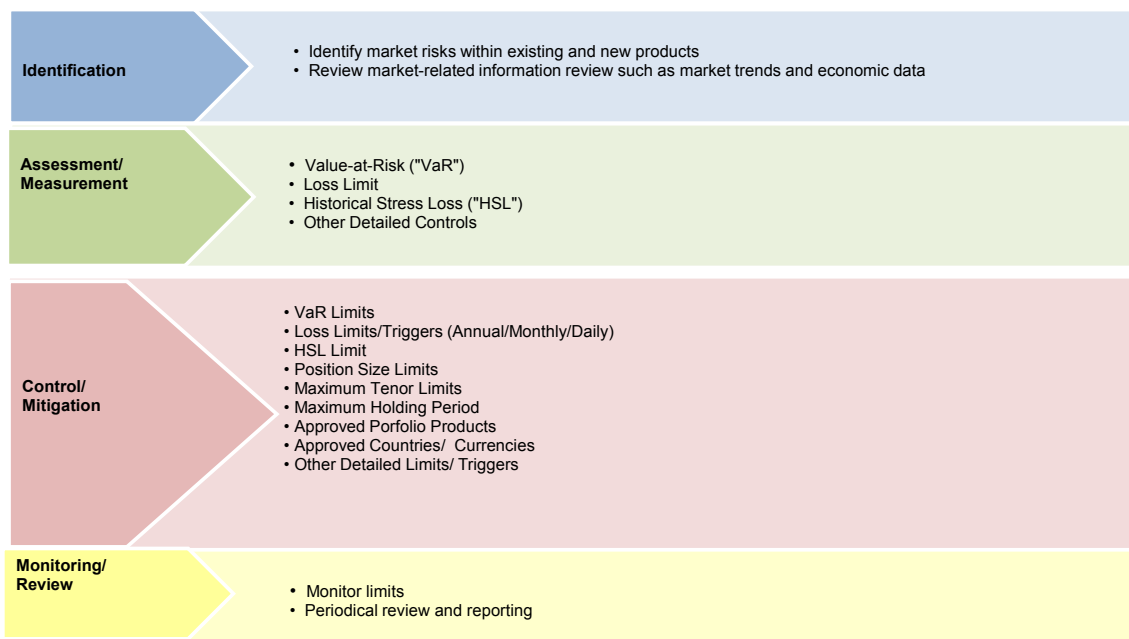 Identification
• Identify market risks within existing and new products
• Review market-related information review such as market trends and economic data
Assessment/
Measurement
• Value-at-Risk ("VaR")
• Loss Limit
• Historical Stress Loss ("HSL")
• Other Detailed Controls
Control/
Mitigation
• VaR Limits
• Loss Limits/Triggers (Annual/Monthly/Daily)
• HSL Limit
• Position Size Limits
• Maximum Tenor Limits
• Maximum Holding Period
• Approved Porfolio Products
• Approved Countries/ Currencies
• Other Detailed Limits/ Triggers
Monitoring/
Review
• Monitor limits
• Periodical review and reporting